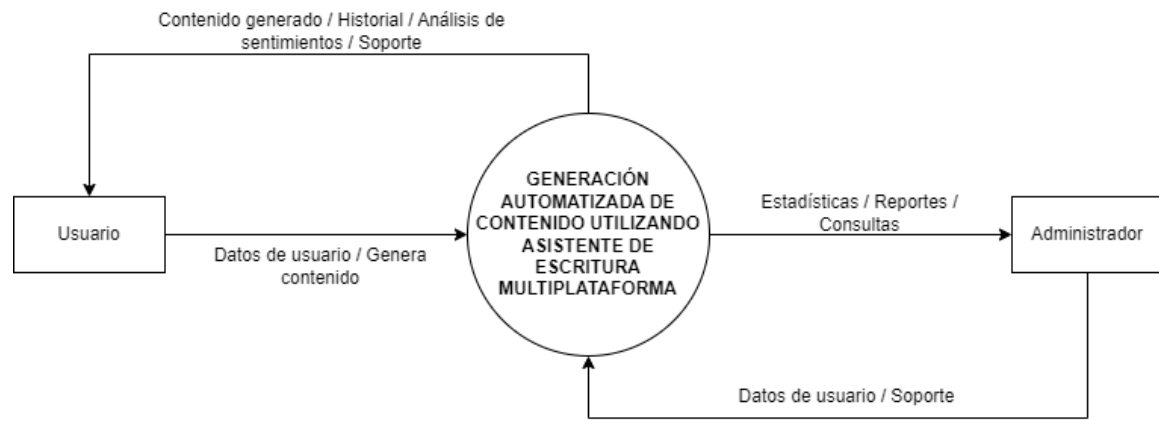 Contenido generado / Historial / Análisis de
sentimientos / Soporte
GENERACIÓN
AUTOMATIZADA DE
CONTENIDO UTILIZANDO
ASISTENTE DE
ESCRITURA
MULTIPLATAFORMA
Usuario
Datos de usuario / Genera
contenido
Estadísticas / Reportes /
Consultas
Administrador
Datos de usuario / Soporte